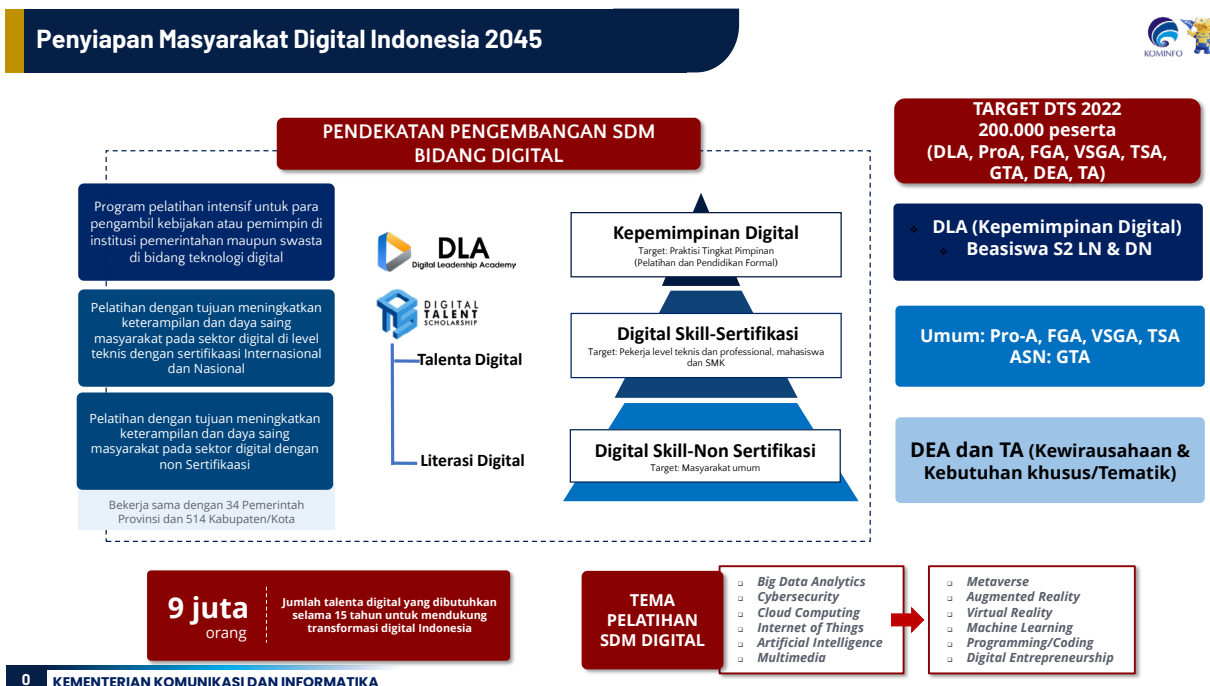 Penyiapan Masyarakat Digital Indonesia 2045
KOMINFO
PENDEKATAN PENGEMBANGAN SDM
BIDANG DIGITAL
Program pelatihan intensif untuk para
pengambil kebijakan atau pemimpin di
institusi pemerintahan maupun swasta
di bidang teknologi digital
Pelatihan dengan tujuan meningkatkan
keterampilan dan daya saing
masyarakat pada sektor digital di level
teknis dengan sertifikaasi Internasional
dan Nasional
Pelatihan dengan tujuan meningkatkan
keterampilan dan daya saing
masyarakat pada sektor digital dengan
non Sertifikaasi
Bekerja sama dengan 34 Pemerintah
Provinsi dan 514 Kabupaten/Kota
DLA
Digital Leadership Academy
DIGITAL
TALENT
SCHOLARSHIP
Talenta Digital
Literasi Digital
Kepemimpinan Digital
Target: Praktisi Tingkat Pimpinan
(Pelatihan dan Pendidikan Formal)
Digital Skill-Sertifikasi
Target: Pekerja level teknis dan professional, mahasiswa
dan SMK
Digital Skill-Non Sertifikasi
Target: Masyarakat umum
TARGET DTS 2022
200.000 peserta
(DLA, ProA, FGA, VSGA, TSA,
GTA, DEA, TA)
DLA (Kepemimpinan Digital)
Beasiswa S2 LN & DN
Umum: Pro-A, FGA, VSGA, TSA
ASN: GTA
DEA dan TA (Kewirausahaan &
Kebutuhan khusus/Tematik)
9 juta
orang
Jumlah talenta digital yang dibutuhkan
selama 15 tahun untuk mendukung
transformasi digital Indonesia
TEMA
PELATIHAN
SDM DIGITAL
Big Data Analytics
Cybersecurity
Cloud Computing
Internet of Things
Artificial Intelligence
Multimedia
Metaverse
Augmented Reality
Virtual Reality
Machine Learning
Programming/Coding
Digital Entrepreneurship
0 KEMENTERIAN KOMUNIKASI DAN INFORMATIKA